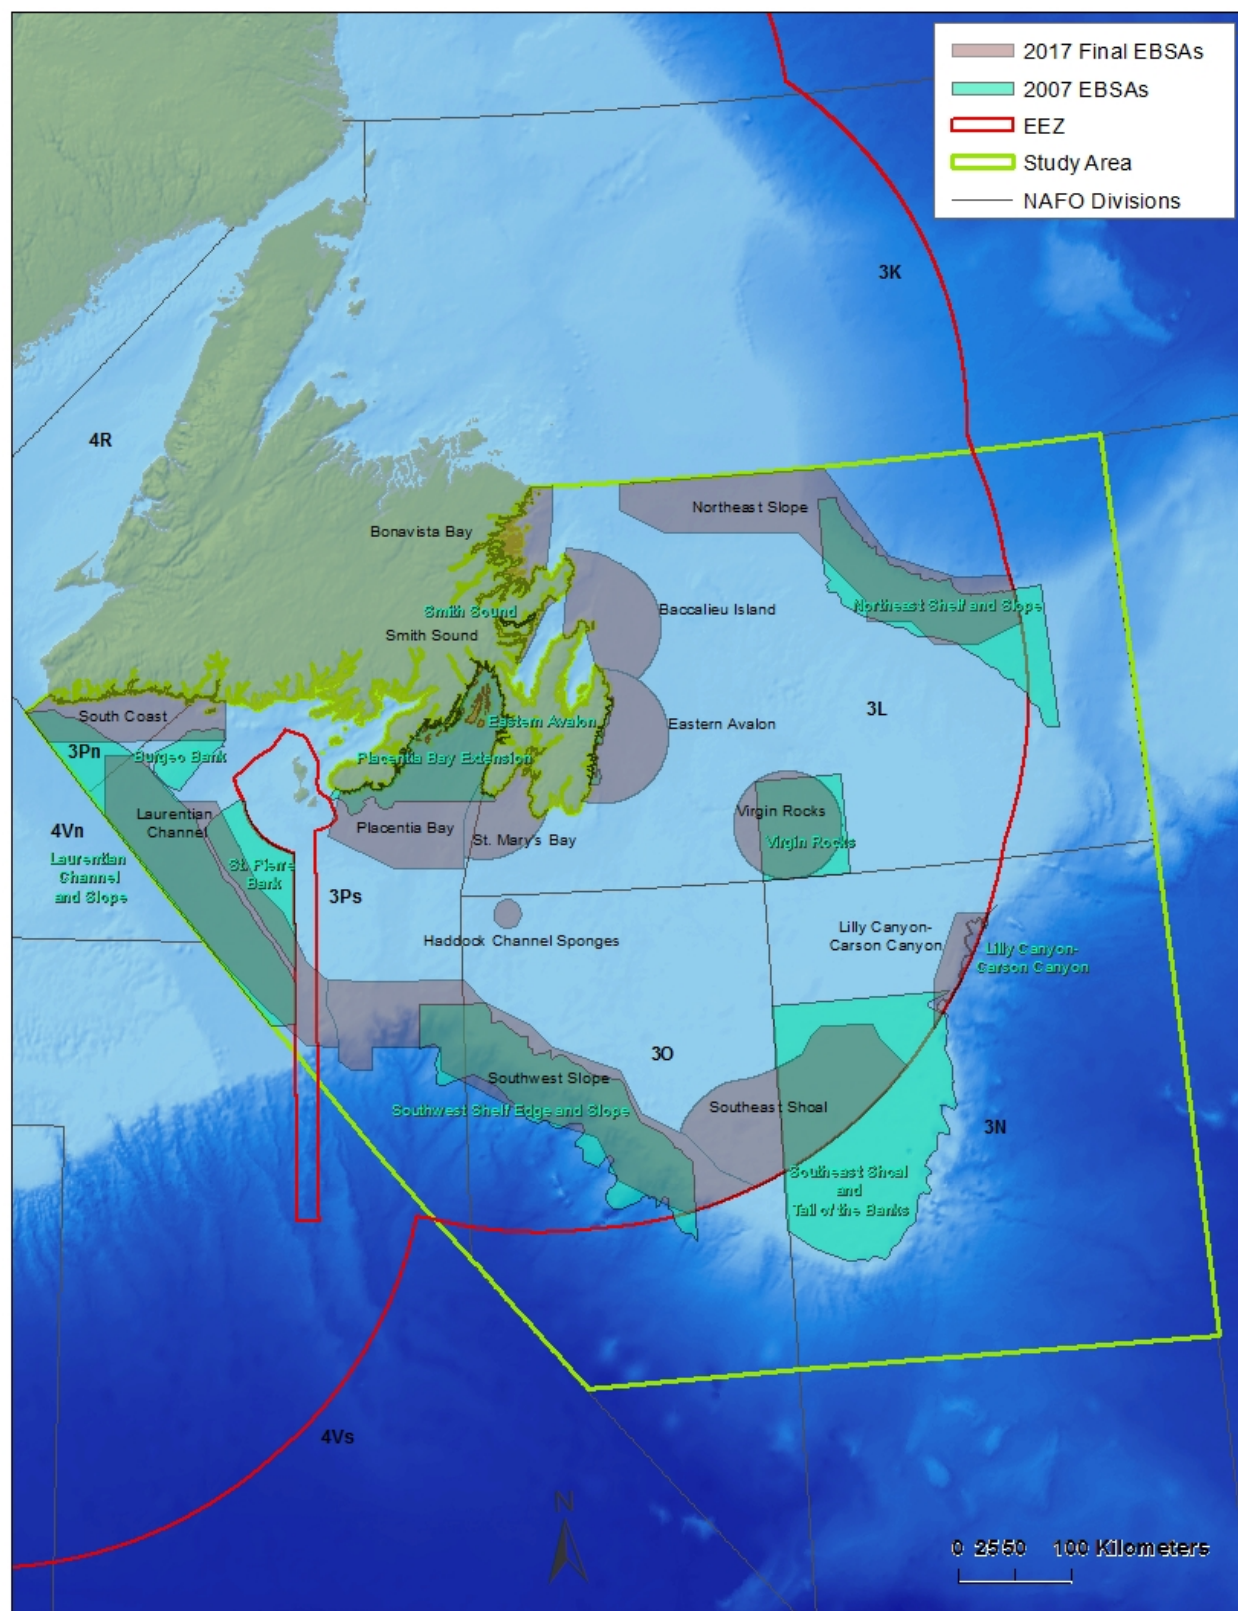 2017 Final EBSAs
2007 EBSAs
EEZ
Study Area
NAFO Divisions
3K
4R
Northeast Slope
Bonavista Bay
Northeast Shelf and Slope
Smith Sound
Baccalieu Island
Smith Sound
3L
South Coast
Eastern Avalon
Eastern Avalon
3Pn
Burgeo Bank
Placentia Bay Extension
Laurentian
Channel
Virgin Rocks
4Vn
Placentia Bay
St. Mary's Bay
Virgin Rocks
Laurentian
Channel
and Slope
St. Pierre
Bank
3Ps
Haddock Channel Sponges
Lilly Canyon-
Carson Canyon
Lilly Canyon-
Carson Canyon
3O
Southwest Slope
Southwest Shelf Edge and Slope
Southeast Shoal
3N
Southeast Shoal
and
Tail of the Banks
4Vs
N
0 25 50 100 Kilometers